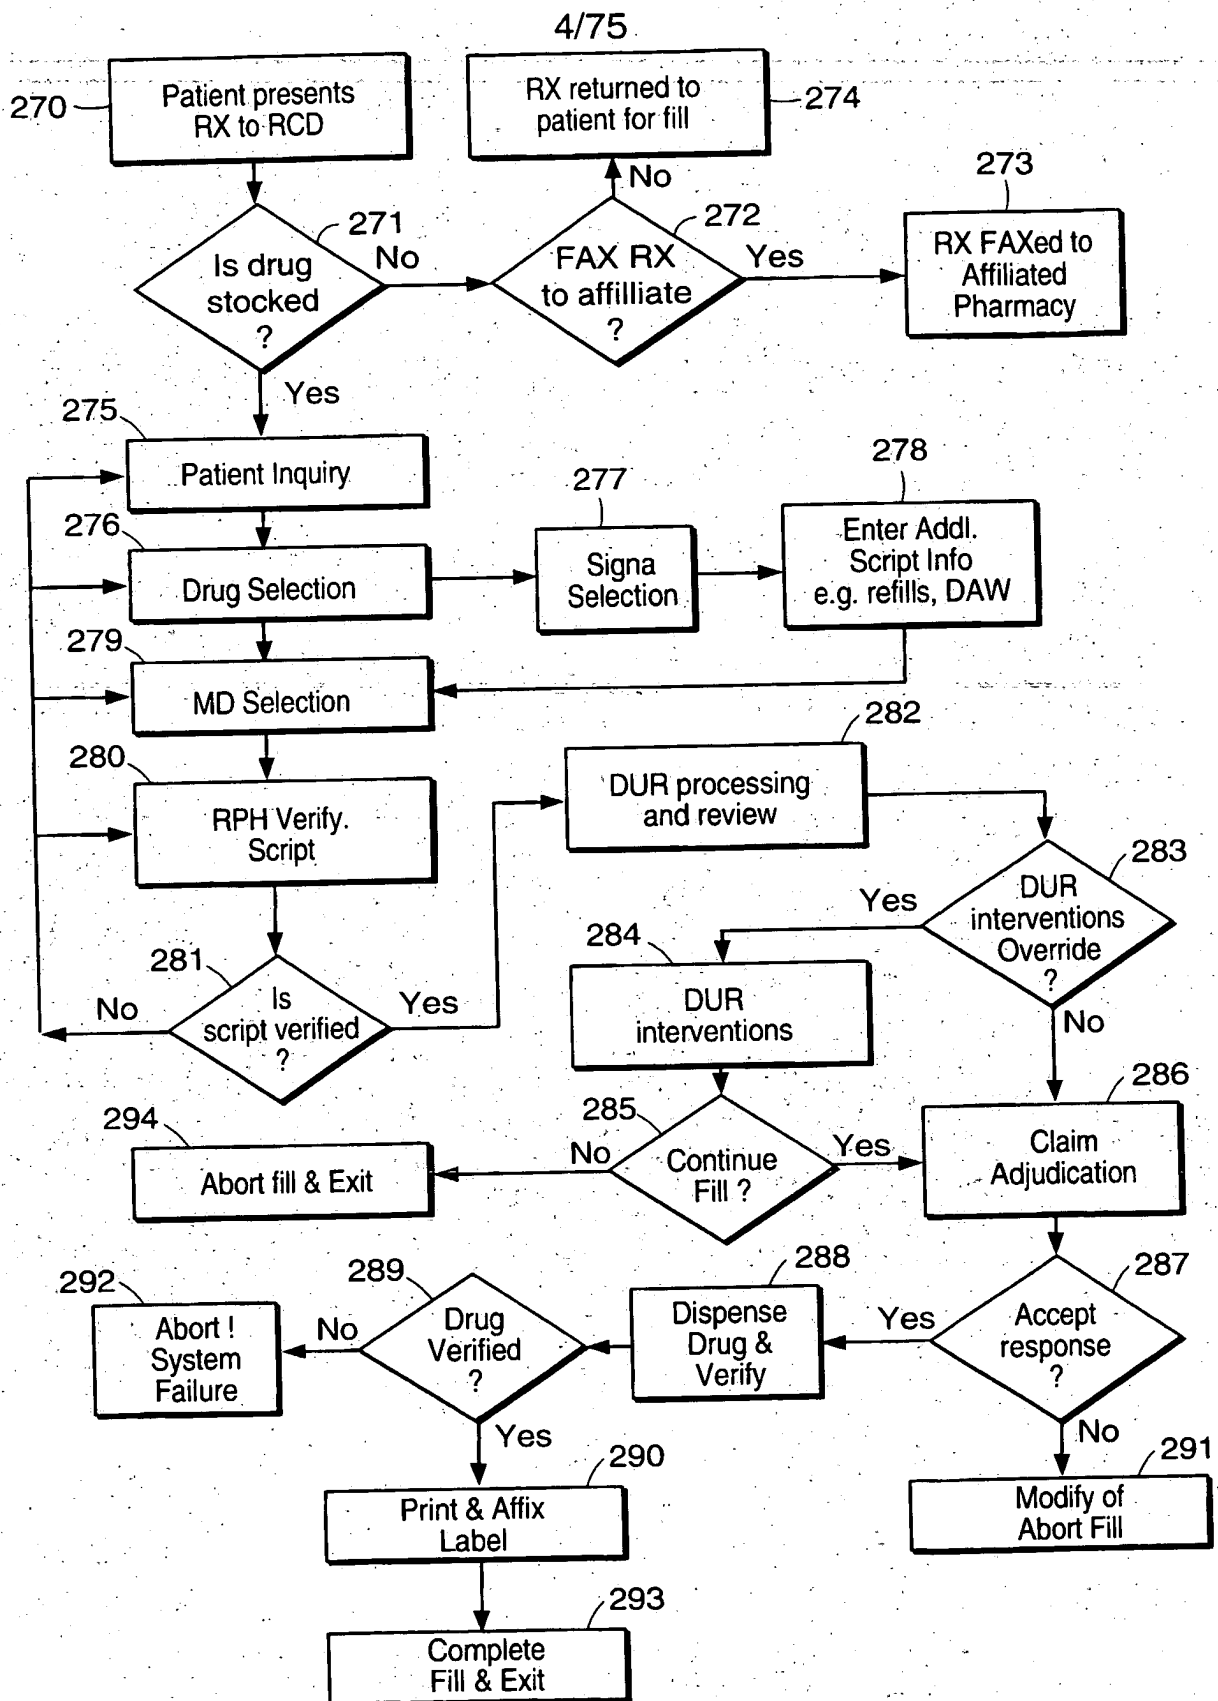 4/75
270
Patient presents
RX to RCD
RX returned to
patient for fill
274
271
Is drug
stocked
?
No
No
272
FAX RX
to affilliate
?
Yes
273
RX FAXed to
Affiliated
Pharmacy
Yes
275
Patient Inquiry
276
Drug Selection
277
Signa
Selection
278
Enter Addl.
Script Info
e.g. refills, DAW
279
MD Selection
280
RPH Verify.
Script
281
Is
script verified
?
No
Yes
282
DUR processing
and review
283
DUR
interventions
Override
?
Yes
No
284
DUR
interventions
285
Continue
Fill ?
No
Yes
294
Abort fill & Exit
286
Claim
Adjudication
287
Accept
response
?
Yes
No
288
Dispense
Drug &
Verify
289
Drug
Verified
?
No
Yes
292
Abort !
System
Failure
290
Print & Affix
Label
291
Modify of
Abort Fill
293
Complete
Fill & Exit